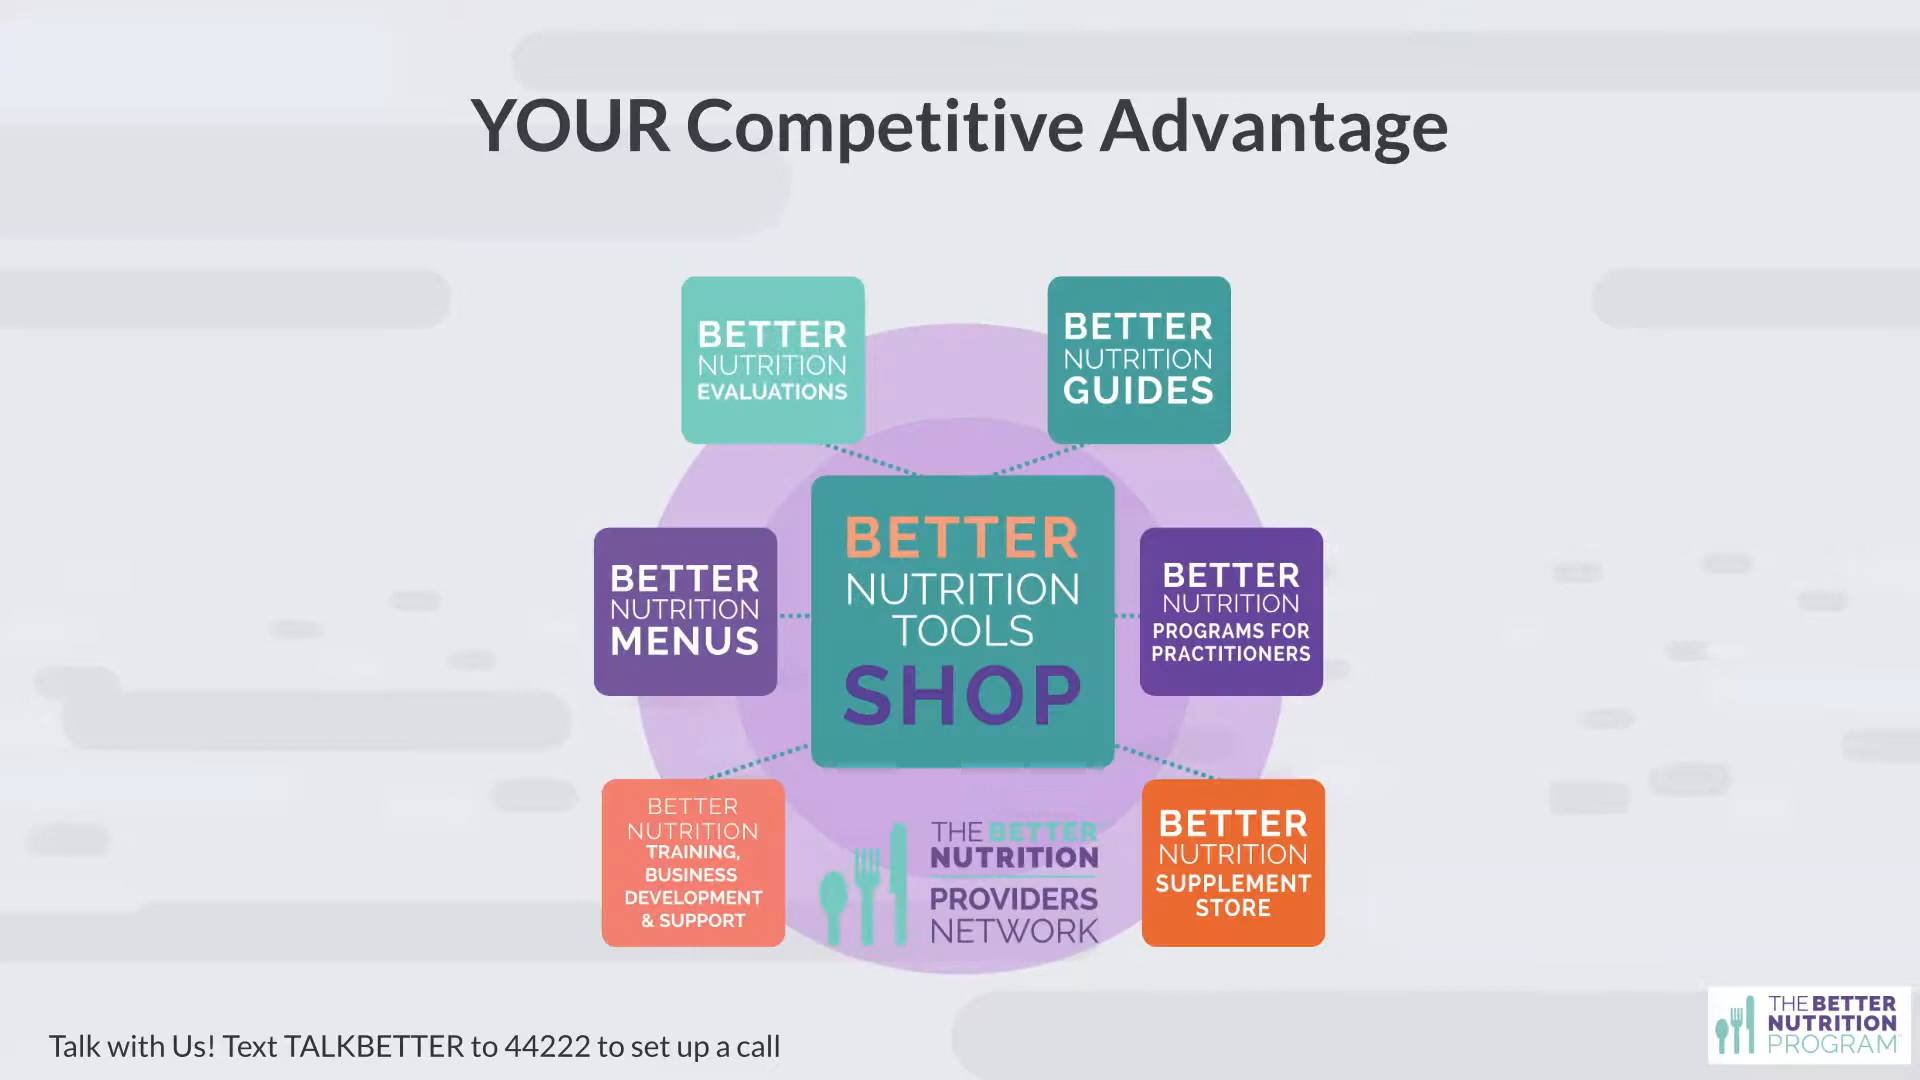 YOUR Competitive Advantage
BETTER
NUTRITION
EVALUATIONS
BETTER
NUTRITION
GUIDES
BETTER
NUTRITION
MENUS
BETTER
NUTRITION
TOOLS
SHOP
BETTER
NUTRITION
PROGRAMS FOR
PRACTITIONERS
BETTER
NUTRITION
TRAINING,
BUSINESS
DEVELOPMENT
& SUPPORT
THE BETTER
NUTRITION
PROVIDERS
NETWORK
BETTER
NUTRITION
SUPPLEMENT
STORE
Talk with Us! Text TALKBETTER to 44222 to set up a call
THE BETTER
NUTRITION
PROGRAM